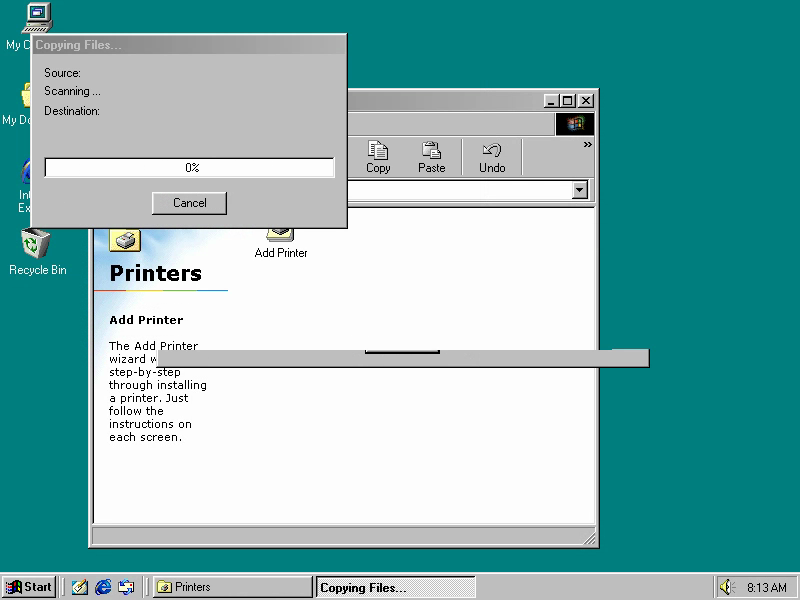 My C
Copying Files...
Source:
Scanning ...
Destination:
0%
Cancel
My Do
Int
Ex
Recycle Bin
Copy
Paste
Undo
»
Add Printer
Printers
Add Printer
The Add Printer
wizard w
step-by-step
through installing
a printer. Just
follow the
instructions on
each screen.
Start
Printers
Copying Files...
8:13 AM